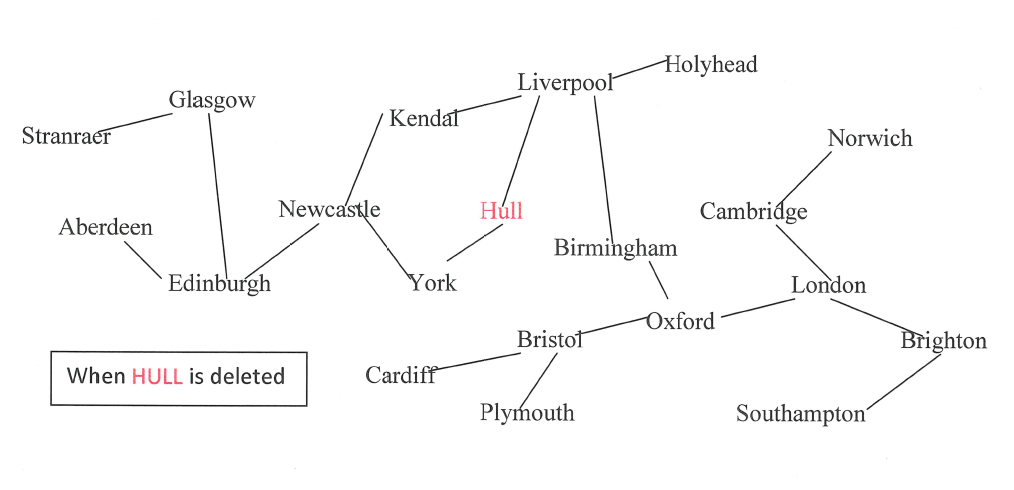 Holyhead
Liverpool
Glasgow
Kendal
Stranraer
Norwich
Newcastle
Hull
Cambridge
Aberdeen
Birmingham
Edinburgh
York
London
Oxford
Bristol
Brighton
When HULL is deleted
Cardiff
Plymouth
Southampton